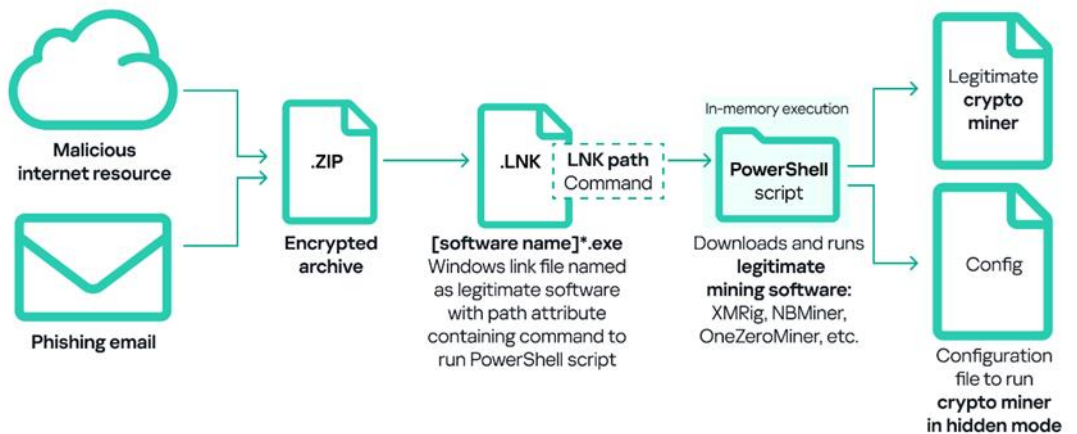 Malicious
internet resource
Phishing email
.ZIP
Encrypted
archive
.LNK
LNK path
Command
[software name]*.exe
Windows link file named
as legitimate software
with path attribute
containing command to
run PowerShell script
In-memory execution
PowerShell
script
Downloads and runs
legitimate
mining software:
XMRig, NBMiner,
OneZeroMiner, etc.
Legitimate
crypto
miner
Config
Configuration
file to run
crypto miner
in hidden mode